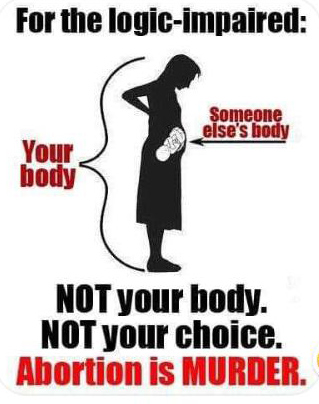 For the logic-impaired:
Someone
else's body
Your
body
NOT your body.
NOT your choice.
Abortion is MURDER.